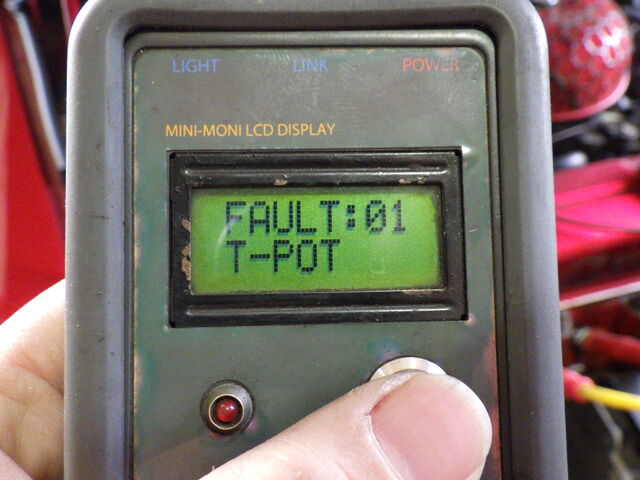 LIGHT LINK POWER
MINI-MONI LCD DISPLAY
FAULT:01
T-POT